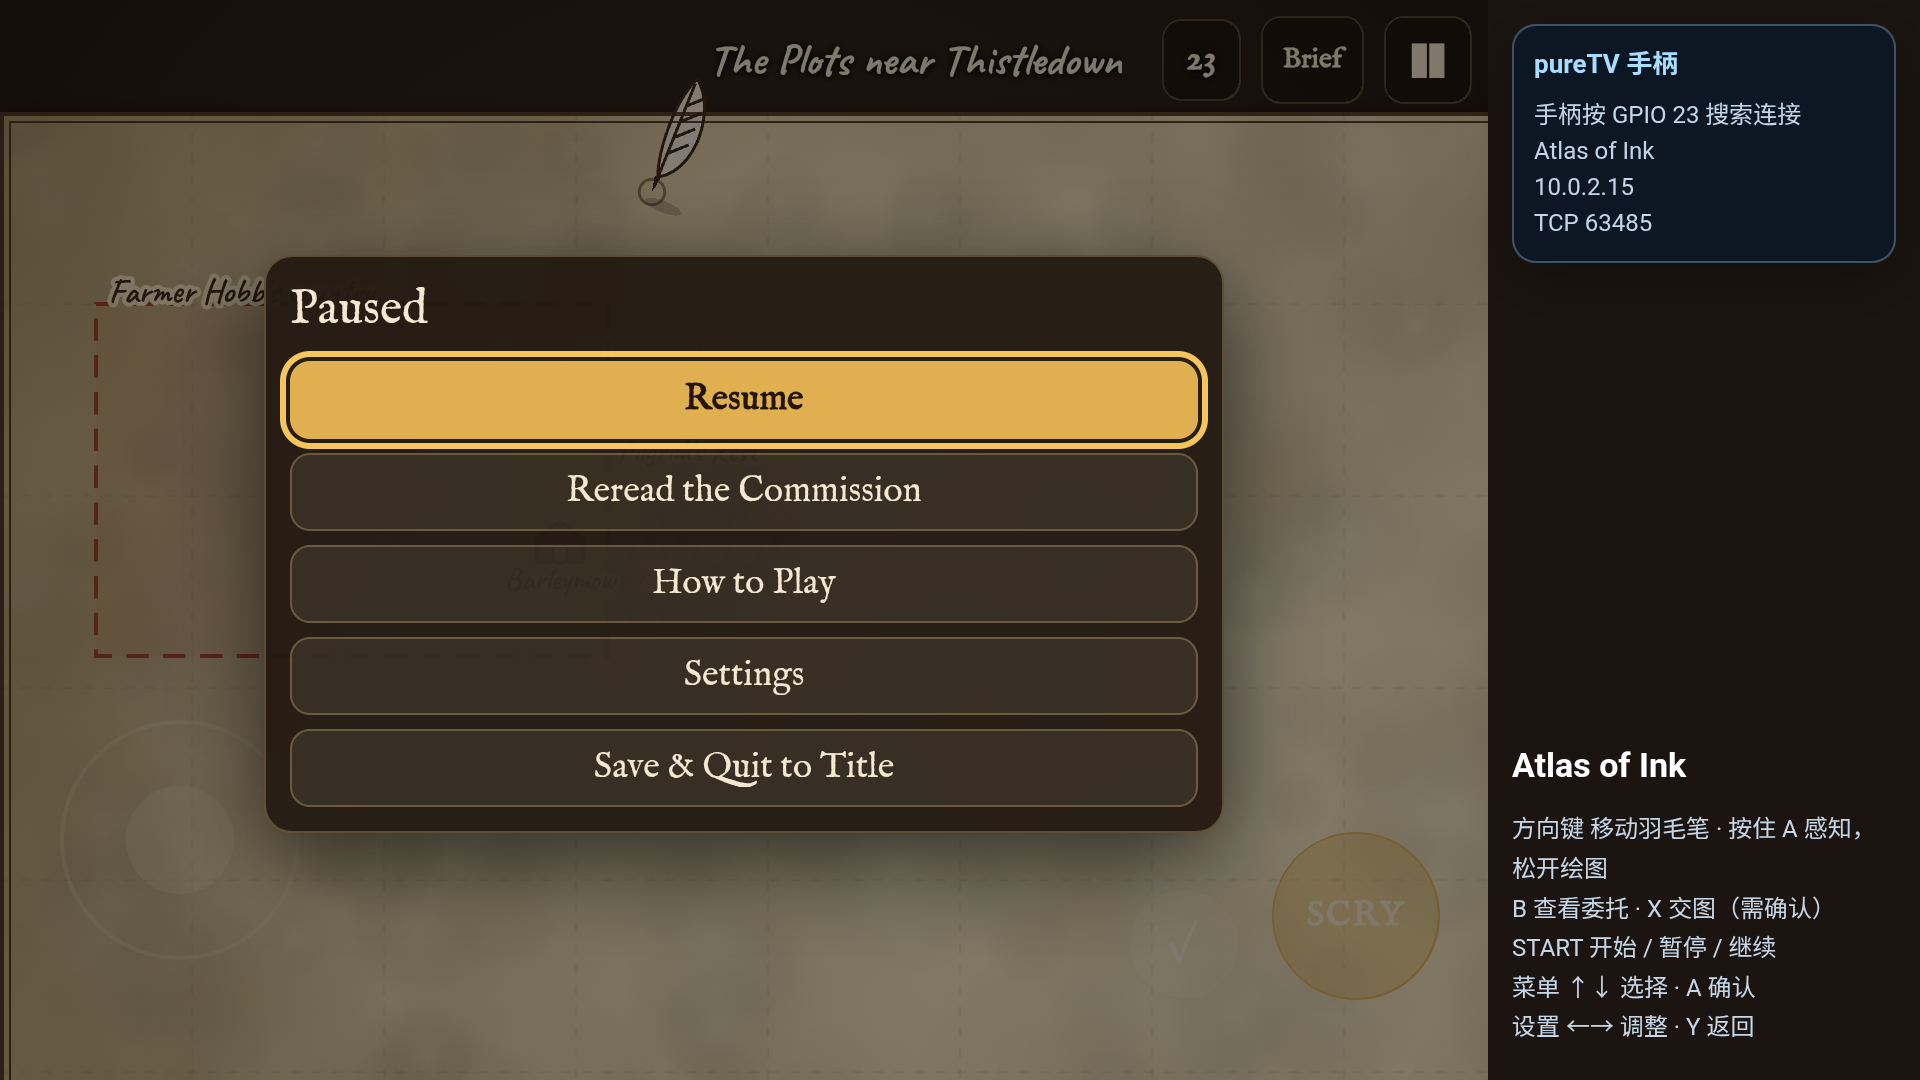 The Plots near Thistledown
23
Brief
Farmer Hobb
Paused
Resume
Reread the Commission
Barleymow
How to Play
Settings
Save & Quit to Title
SCRY
pureTV 手柄
手柄按 GPIO 23 搜索连接
Atlas of Ink
10.0.2.15
TCP 63485
Atlas of Ink
方向键 移动羽毛笔 · 按住 A 感知，
松开绘图
B 查看委托 · X 交图（需确认）
START 开始 / 暂停 / 继续
菜单 ↑↓ 选择 · A 确认
设置 ←→ 调整 · Y 返回